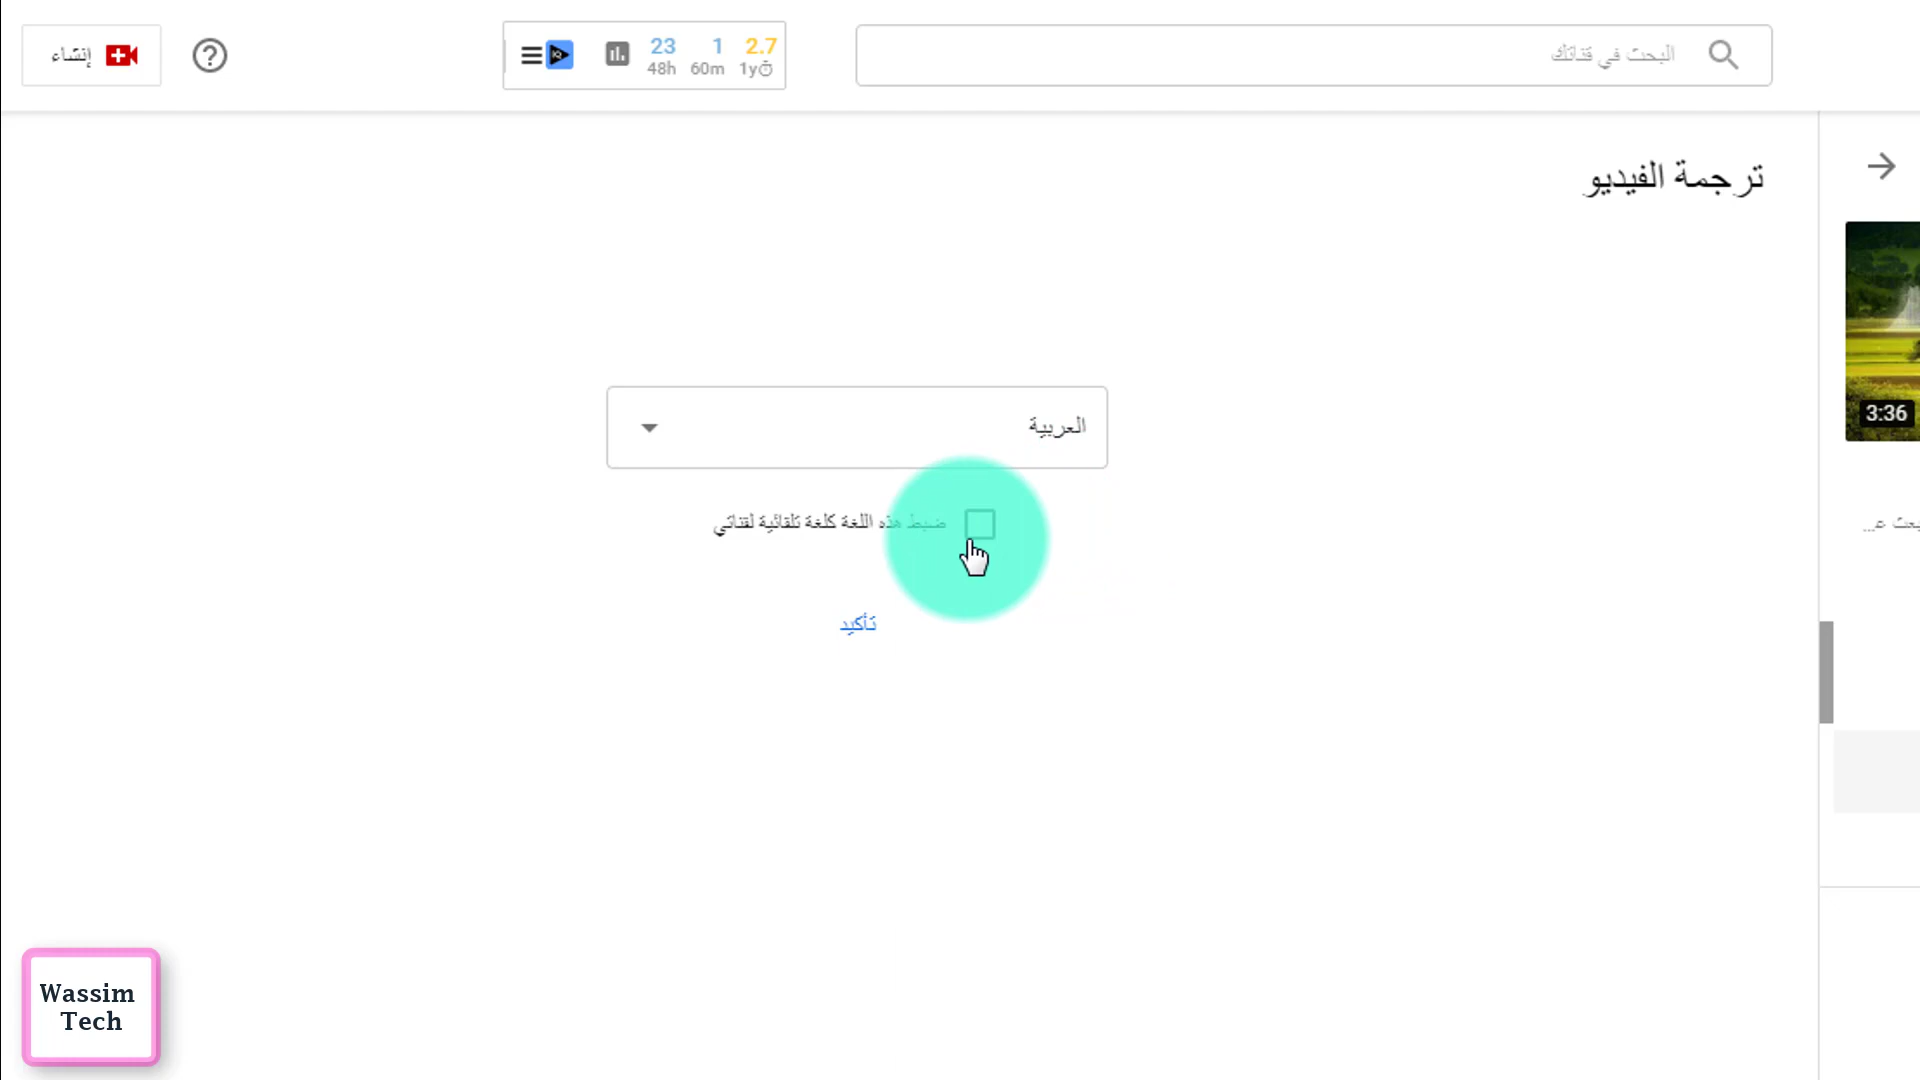 البحث في قناتك
23 1 2.7
48h 60m 1y
إنشاء
ترجمة الفيديو
3:36
العربية
ضبط هذه اللغة كلغة تلقائية لقناتي
تأكيد
Wassim
Tech